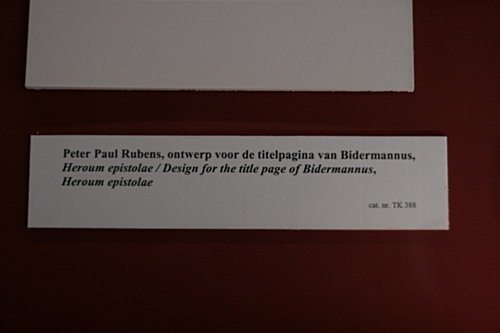 Peter Paul Rubens, ontwerp voor de titelpagina van Bidermannus,
Heroum epistolae / Design for the title page of Bidermannus,
Heroum epistolae
cat. nr. TK 388